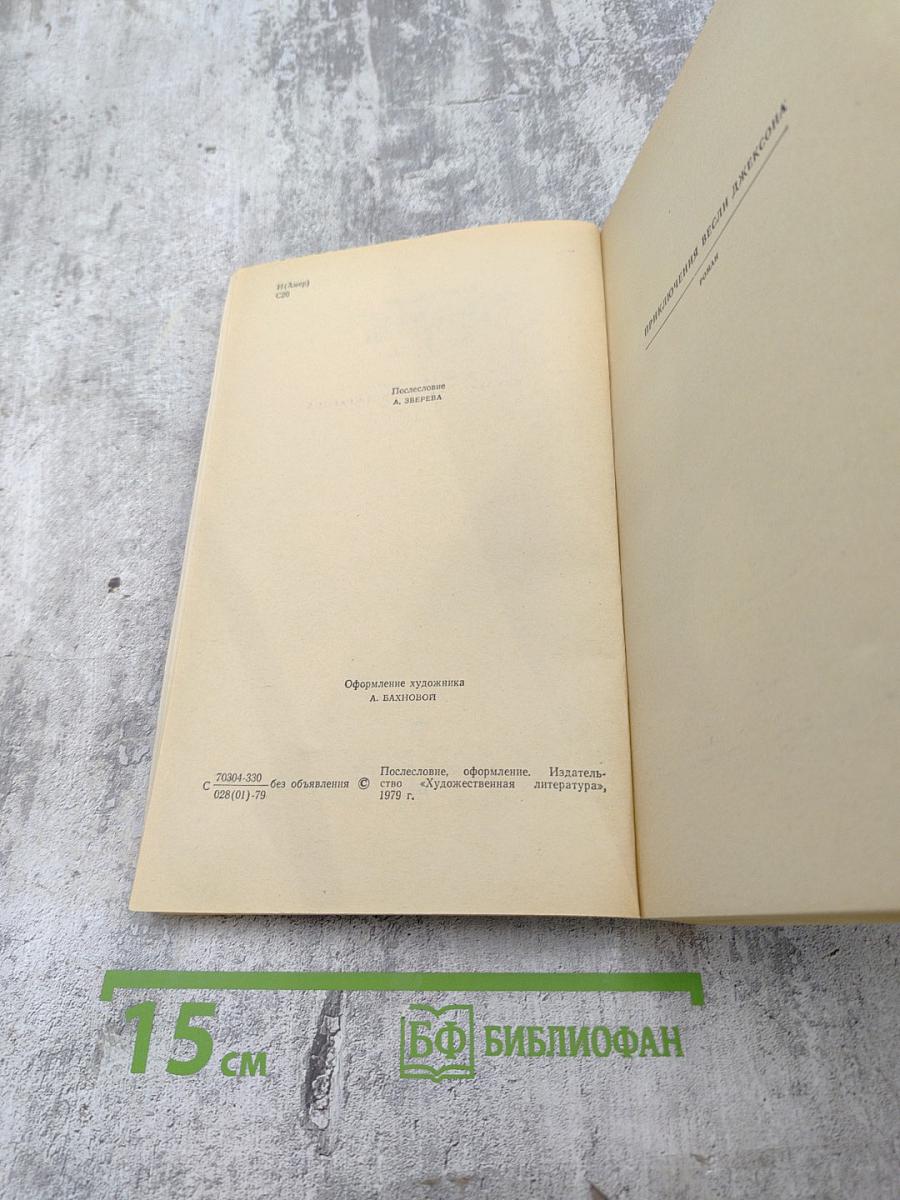 И(Амер)
С20
Послесловие
А. ЗВЕРЕВА
Оформление художника
А. БАХНОВОЙ
С 70304-330 без объявления © Послесловие, оформление. Издатель-
028(01)-79 ство «Художественная литература»,
1979 г.
ПРИКЛЮЧЕНИЯ ВЕСЛИ ДЖЕКСОНА
РОМАН
15 см
БФ БИБЛИОФАН